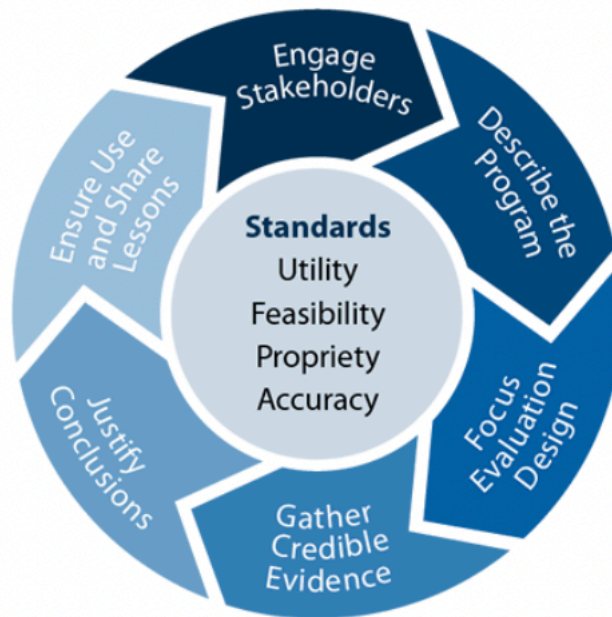 Engage
Stakeholders
Describe the
Program
Focus
Evaluation
Design
Gather
Credible
Evidence
Justify
Conclusions
Ensure Use
and Share
Lessons
Standards
Utility
Feasibility
Propriety
Accuracy